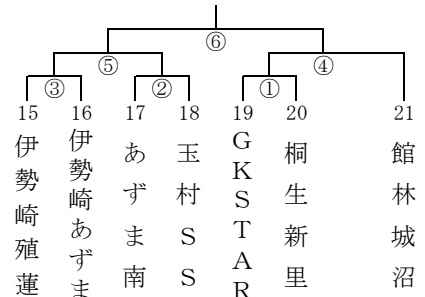 ⑥
⑤ ④
③ ② ①
15 16 17 18 19 20 21
伊勢崎殖蓮
伊勢崎あずま
あずま南
玉村SS
GKSTAR
桐生新里
館林城沼